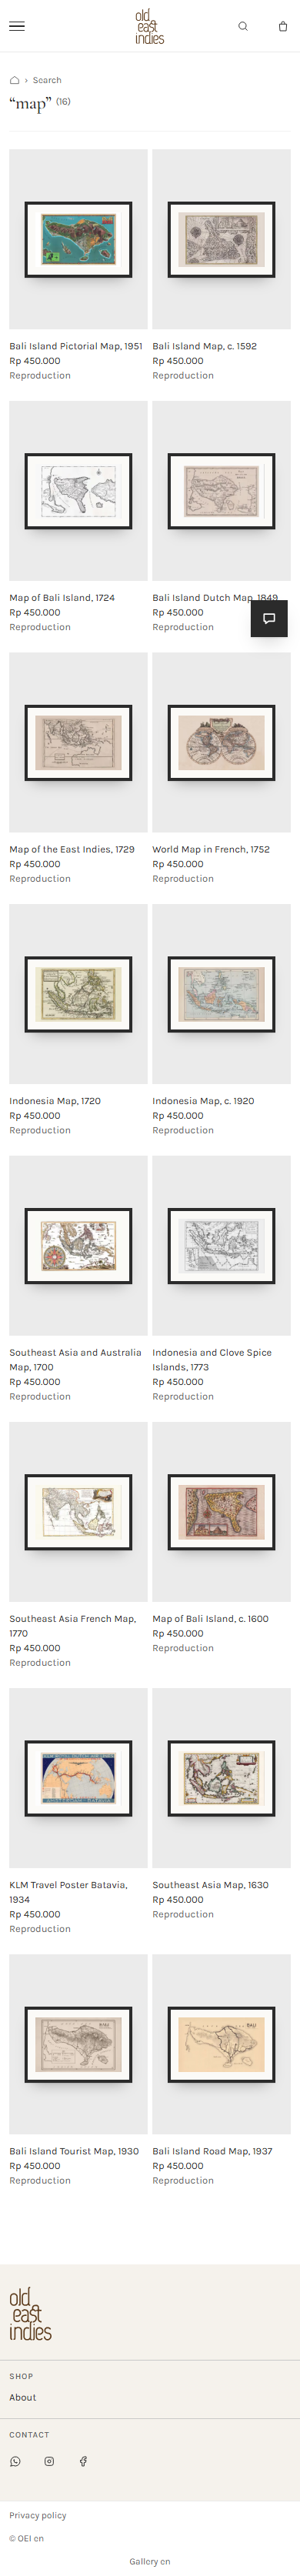 old
east
indies
Search
“map” (16)
Bali Island Pictorial Map, 1951
Rp 450.000
Reproduction
Bali Island Map, c. 1592
Rp 450.000
Reproduction
Map of Bali Island, 1724
Rp 450.000
Reproduction
Bali Island Dutch Map, 1849
Rp 450.000
Reproduction
Map of the East Indies, 1729
Rp 450.000
Reproduction
World Map in French, 1752
Rp 450.000
Reproduction
Indonesia Map, 1720
Rp 450.000
Reproduction
Indonesia Map, c. 1920
Rp 450.000
Reproduction
Southeast Asia and Australia
Map, 1700
Rp 450.000
Reproduction
Indonesia and Clove Spice
Islands, 1773
Rp 450.000
Reproduction
Southeast Asia French Map,
1770
Rp 450.000
Reproduction
Map of Bali Island, c. 1600
Rp 450.000
Reproduction
KLM Travel Poster Batavia,
1934
Rp 450.000
Reproduction
Southeast Asia Map, 1630
Rp 450.000
Reproduction
BALI
Bali Island Tourist Map, 1930
Rp 450.000
Reproduction
BALI
Bali Island Road Map, 1937
Rp 450.000
Reproduction
old
east
indies
SHOP
About
CONTACT
Privacy policy
© OEI en
Gallery en